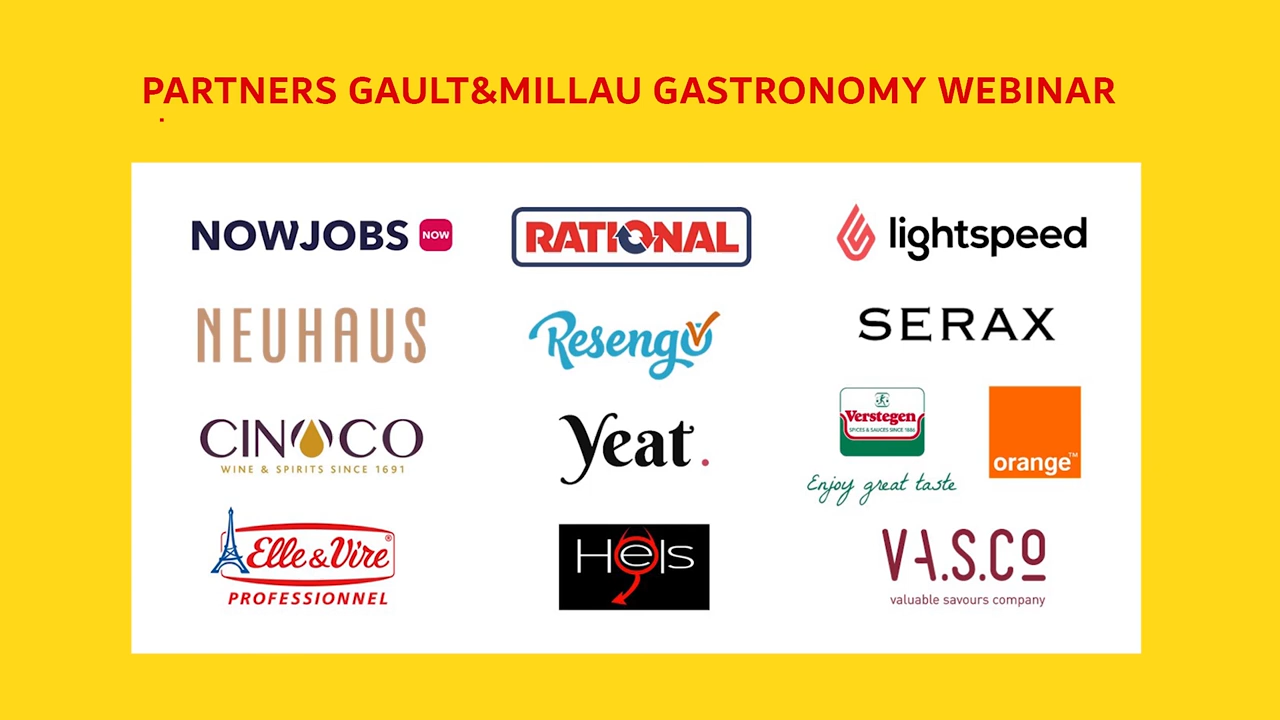 PARTNERS GAULT&MILLAU GASTRONOMY WEBINAR
NOWJOBS NOW
RATIONAL
lightspeed
NEUHAUS
Resengo
SERAX
CINOCO
WINE & SPIRITS SINCE 1691
Yeat.
Verstegen
SPICES & SAUCES SINCE 1886
Enjoy great taste
orange™
Elle&Vire®
PROFESSIONNEL
Hels
VA.S.Co
valuable savours company